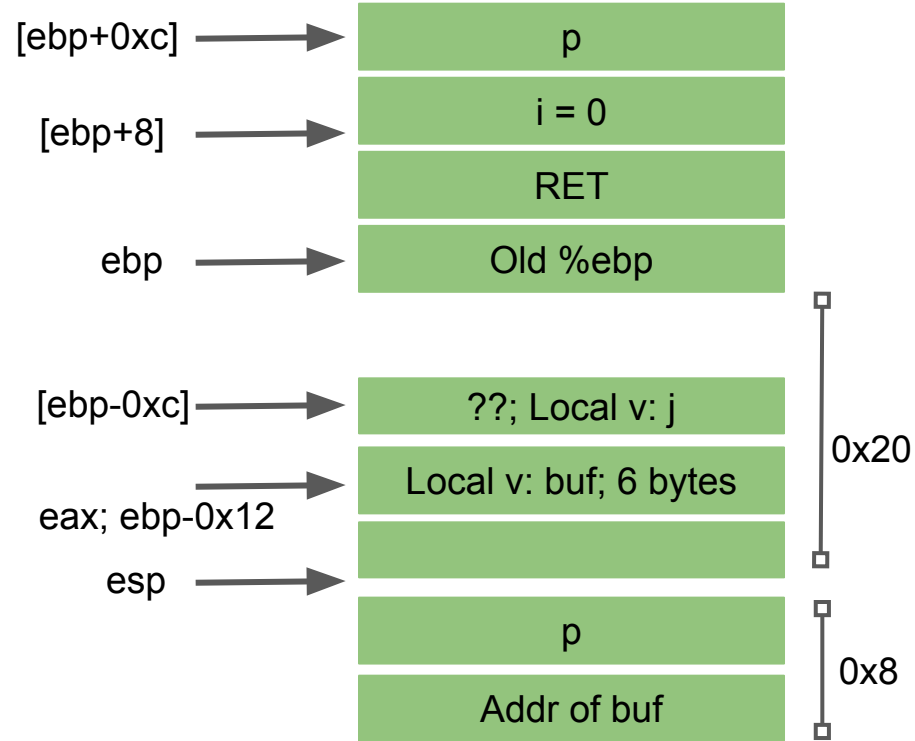 [ebp+0xc]
p
[ebp+8]
i = 0
RET
ebp
Old %ebp
[ebp-0xc]
??; Local v: j
0x20
Local v: buf; 6 bytes
eax; ebp-0x12
esp
p
0x8
Addr of buf